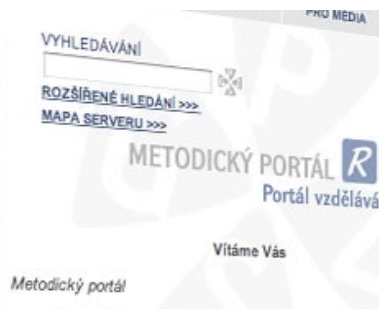 PRO MÉDIA
VYHLEDÁVÁNÍ
ROZŠÍŘENÉ HLEDÁNÍ >>>
MAPA SERVERU >>>
METODICKÝ PORTÁL R
Portál vzdělává
Vítáme Vás
Metodický portál